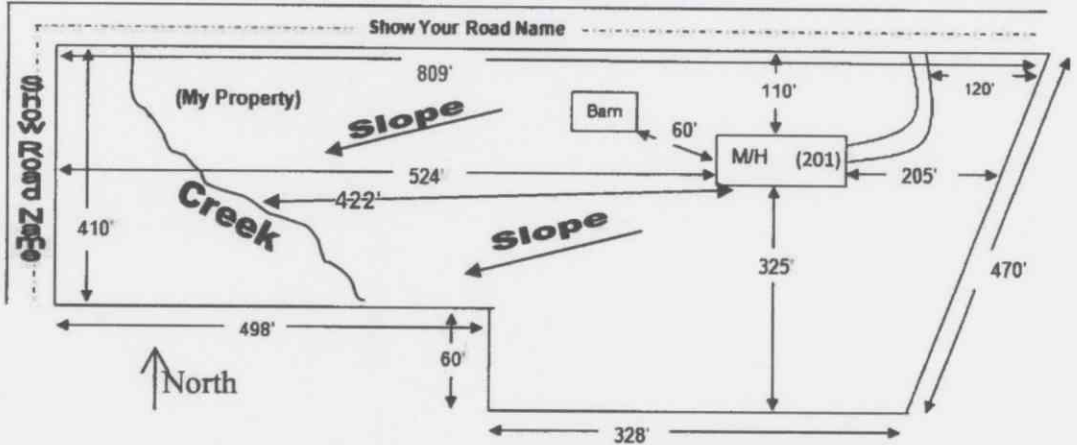 Show Your Road Name
Show Road Name
809'
(My Property)
Slope
110'
120'
Barn
60'
M/H (201)
524'
205'
422'
Creek
410'
Slope
325'
470'
498'
60'
North
328'